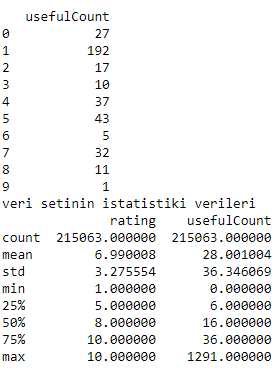 usefulCount
0 27
1 192
2 17
3 10
4 37
5 43
6 5
7 32
8 11
9 1
veri setinin istatistiki verileri
rating usefulCount
count 215063.000000 215063.000000
mean 6.990008 28.001004
std 3.275554 36.346069
min 1.000000 0.000000
25% 5.000000 6.000000
50% 8.000000 16.000000
75% 10.000000 36.000000
max 10.000000 1291.000000